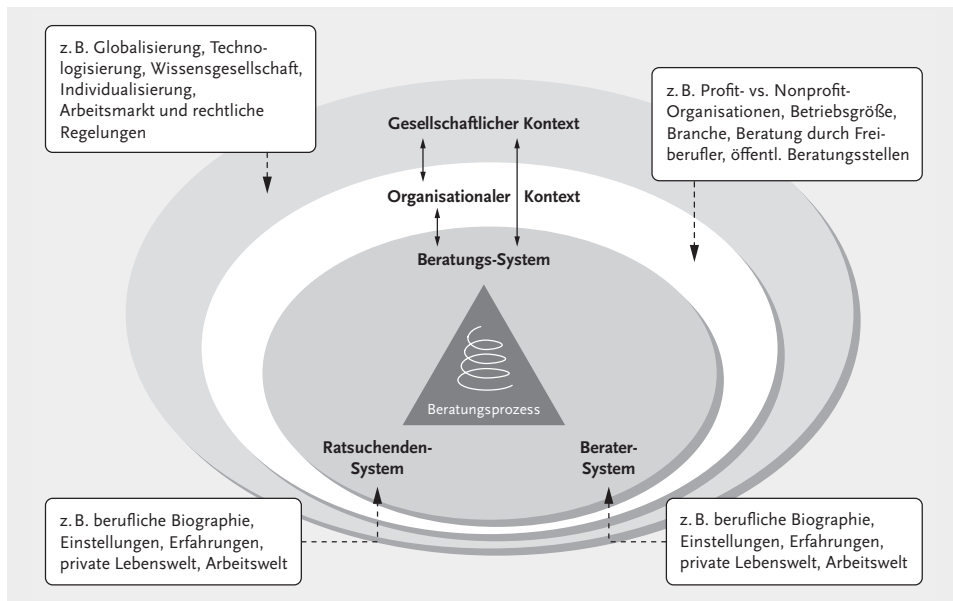 z. B. Globalisierung, Techno-
logisierung, Wissensgesellschaft,
Individualisierung,
Arbeitsmarkt und rechtliche
Regelungen
z. B. Profit- vs. Nonprofit-
Organisationen, Betriebsgröße,
Branche, Beratung durch Frei-
berufler, öffentl. Beratungsstellen
Gesellschaftlicher Kontext
Organisationaler Kontext
Beratungs-System
Beratungsprozess
Ratsuchenden-
System
Berater-
System
z. B. berufliche Biographie,
Einstellungen, Erfahrungen,
private Lebenswelt, Arbeitswelt
z. B. berufliche Biographie,
Einstellungen, Erfahrungen,
private Lebenswelt, Arbeitswelt